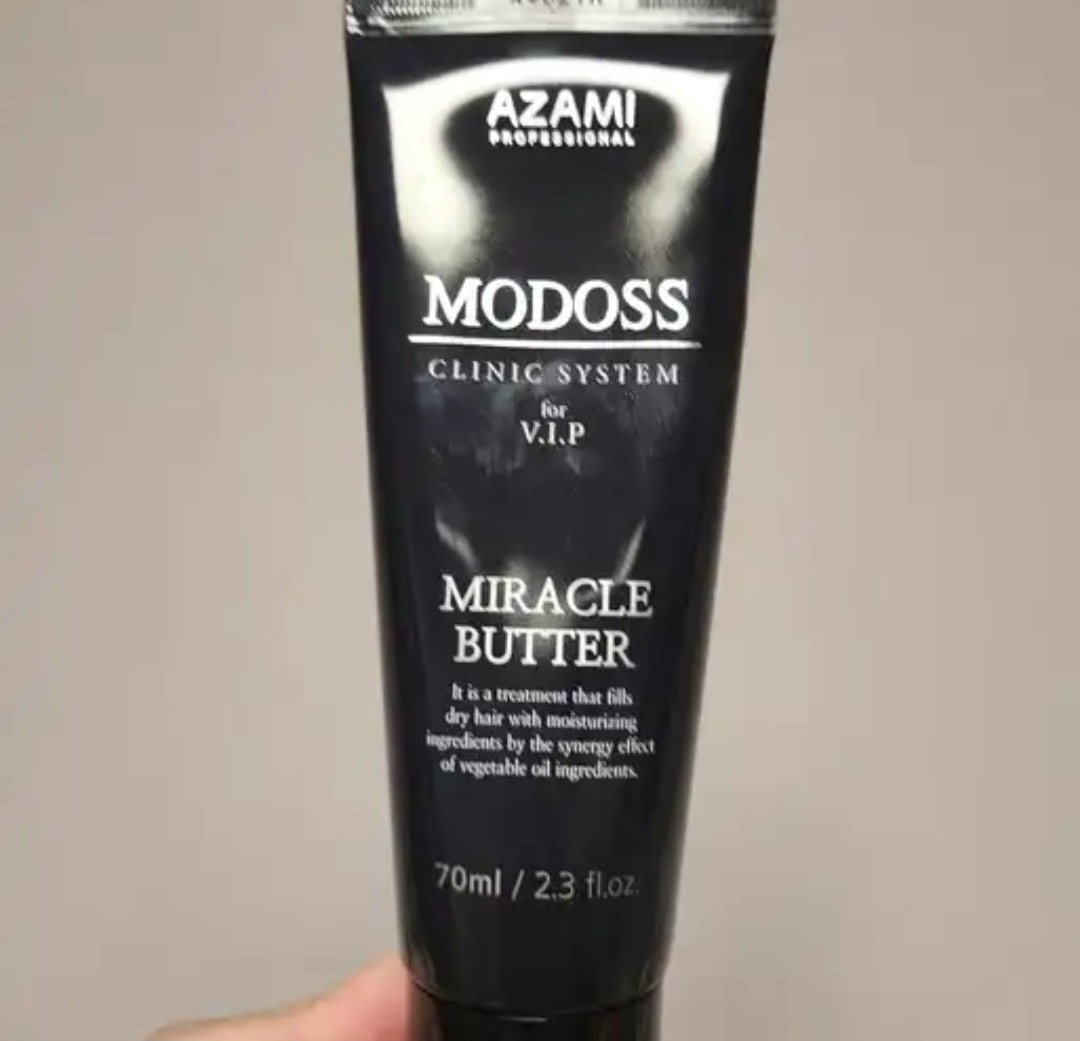 AZAMI
PROFESSIONAL
MODOSS
CLINIC SYSTEM
for
V.I.P
MIRACLE
BUTTER
It is a treatment that fills
dry hair with moisturizing
ingredients by the synergy effect
of vegetable oil ingredients.
70ml / 2.3 fl.oz.